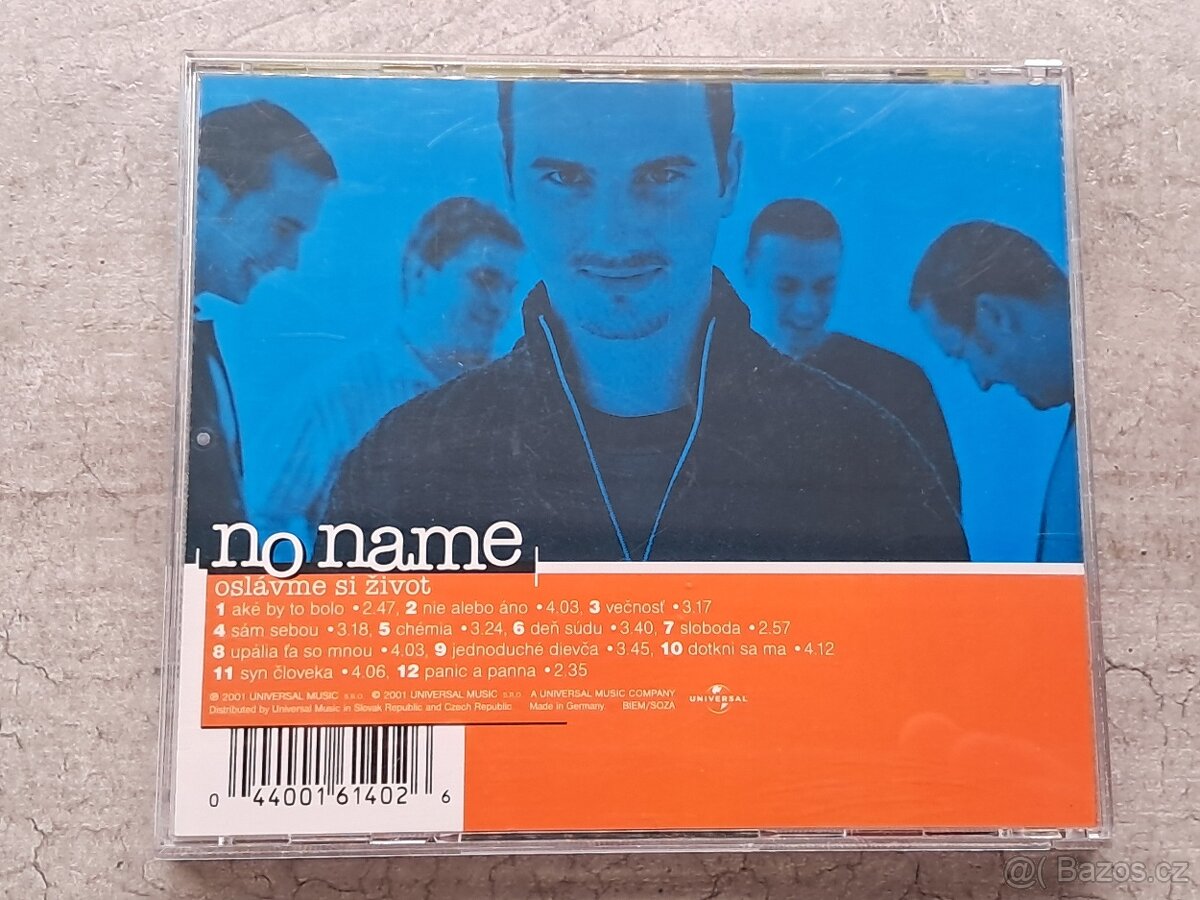 no name
oslávme si život
1 aké by to bolo • 2.47, 2 nie alebo áno • 4.03, 3 večnosť • 3.17
4 sám sebou • 3.18, 5 chémia • 3.24, 6 deň súdu • 3.40, 7 sloboda • 2.57
8 upália ťa so mnou • 4.03, 9 jednoduché dievča • 3.45, 10 dotkni sa ma • 4.12
11 syn človeka • 4.06, 12 panic a panna • 2.35
℗ 2001 UNIVERSAL MUSIC s.r.o. © 2001 UNIVERSAL MUSIC s.r.o. A UNIVERSAL MUSIC COMPANY
Distributed by Universal Music in Slovak Republic and Czech Republic. Made in Germany. BIEM/SOZA
UNIVERSAL
0 44001 61402 6
@( Bazos.cz